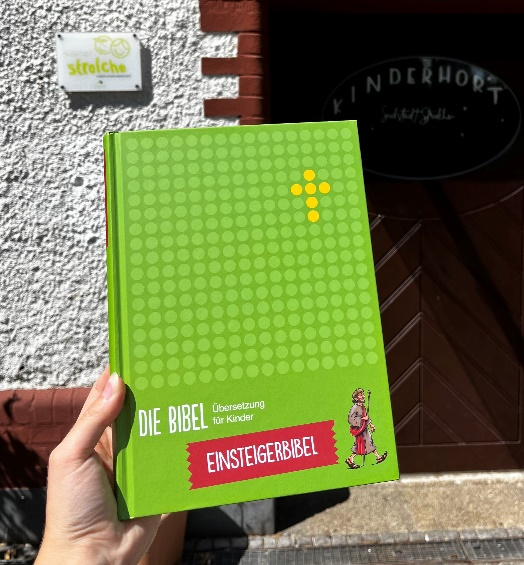 strolche
KINDERHORT
DIE BIBEL
Übersetzung
für Kinder
EINSTEIGERBIBEL